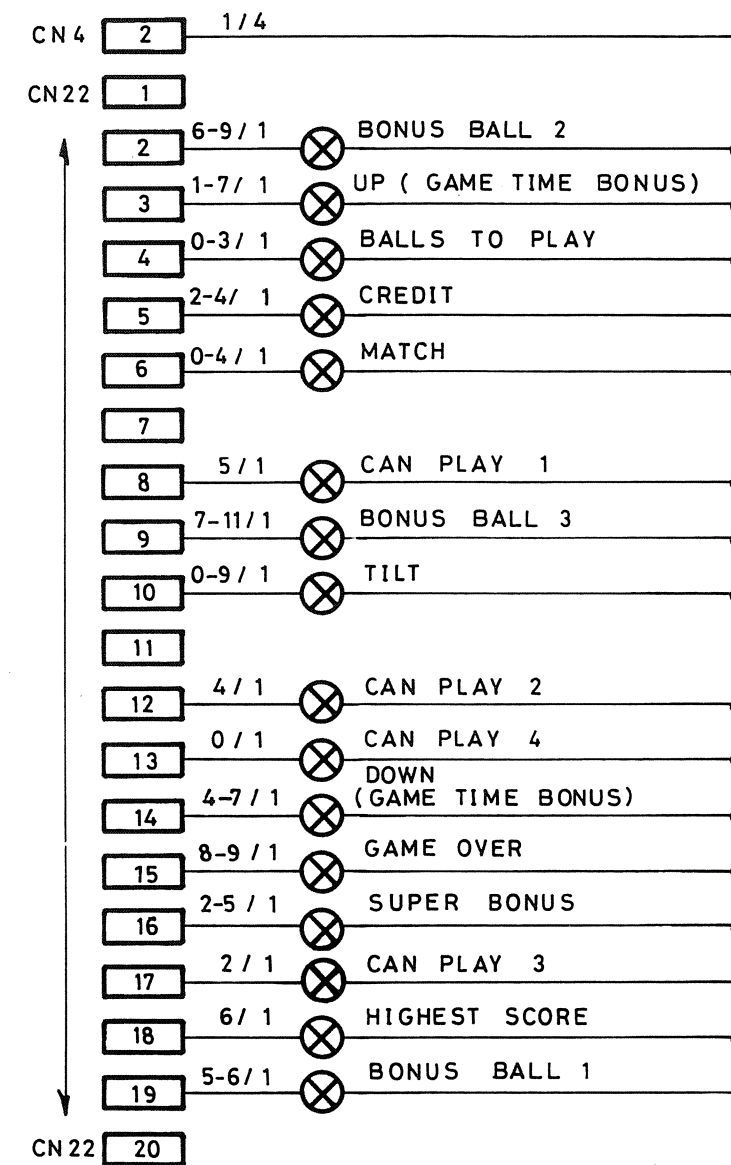 CN4 2 1/4
CN22 1
2 6-9/1 BONUS BALL 2
3 1-7/1 UP (GAME TIME BONUS)
4 0-3/1 BALLS TO PLAY
5 2-4/1 CREDIT
6 0-4/1 MATCH
7
8 5/1 CAN PLAY 1
9 7-11/1 BONUS BALL 3
10 0-9/1 TILT
11
12 4/1 CAN PLAY 2
13 0/1 CAN PLAY 4
DOWN
14 4-7/1 (GAME TIME BONUS)
15 8-9/1 GAME OVER
16 2-5/1 SUPER BONUS
17 2/1 CAN PLAY 3
18 6/1 HIGHEST SCORE
19 5-6/1 BONUS BALL 1
CN22 20